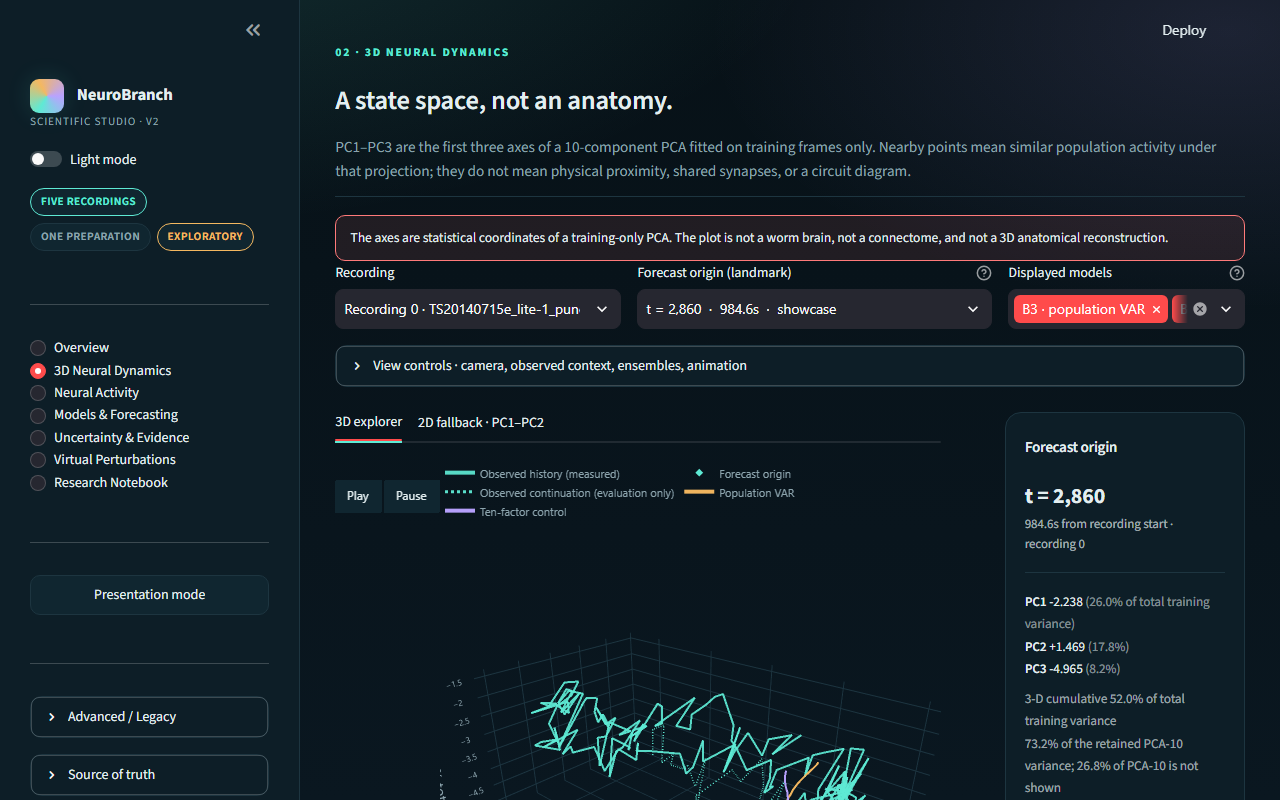 Deploy
NeuroBranch
SCIENTIFIC STUDIO · V2
Light mode
FIVE RECORDINGS
ONE PREPARATION
EXPLORATORY
Overview
3D Neural Dynamics
Neural Activity
Models & Forecasting
Uncertainty & Evidence
Virtual Perturbations
Research Notebook
Presentation mode
Advanced / Legacy
Source of truth
02 · 3D NEURAL DYNAMICS
A state space, not an anatomy.
PC1–PC3 are the first three axes of a 10-component PCA fitted on training frames only. Nearby points mean similar population activity under
that projection; they do not mean physical proximity, shared synapses, or a circuit diagram.
The axes are statistical coordinates of a training-only PCA. The plot is not a worm brain, not a connectome, and not a 3D anatomical reconstruction.
Recording
Recording 0 · TS20140715e_lite-1_pun
Forecast origin (landmark)
t = 2,860 · 984.6s · showcase
Displayed models
B3 · population VAR
View controls · camera, observed context, ensembles, animation
3D explorer
2D fallback · PC1–PC2
Play
Pause
Observed history (measured)
Forecast origin
Observed continuation (evaluation only)
Population VAR
Ten-factor control
−1.5
−2
−2.5
−3
−3.5
−4
−4.5
Forecast origin
t = 2,860
984.6s from recording start ·
recording 0
PC1 -2.238 (26.0% of total training
variance)
PC2 +1.469 (17.8%)
PC3 -4.965 (8.2%)
3-D cumulative 52.0% of total
training variance
73.2% of the retained PCA-10
variance; 26.8% of PCA-10 is not
shown